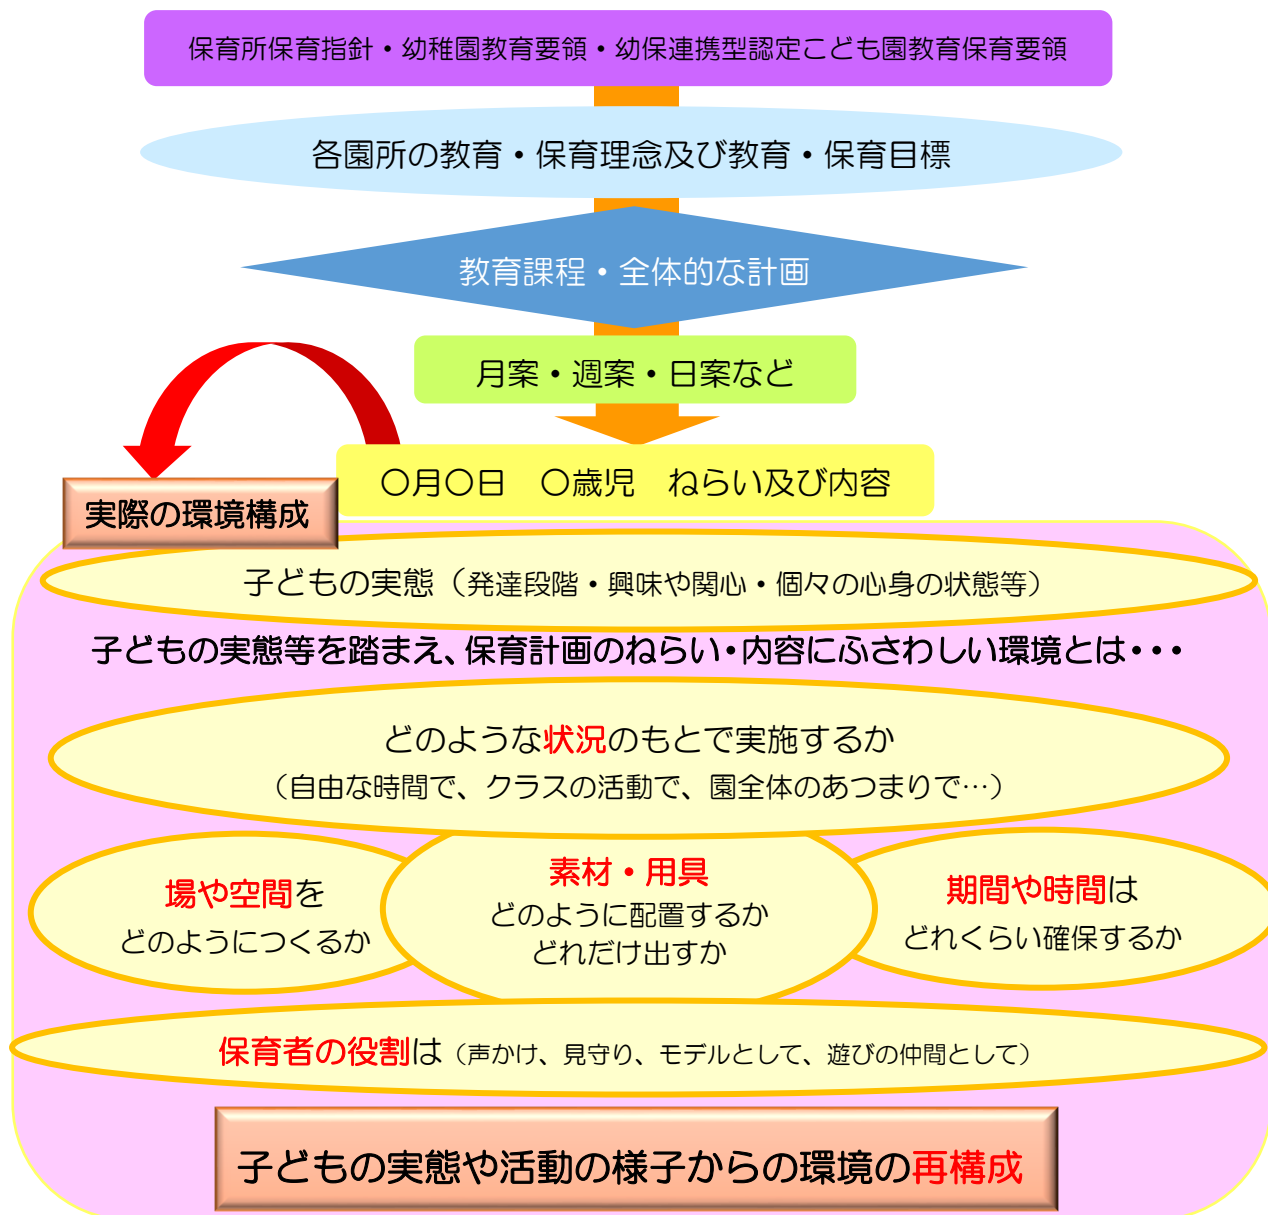 保育所保育指針・幼稚園教育要領・幼保連携型認定こども園教育保育要領
各園所の教育・保育理念及び教育・保育目標
教育課程・全体的な計画
月案・週案・日案など
〇月〇日　〇歳児　ねらい及び内容
実際の環境構成
子どもの実態（発達段階・興味や関心・個々の心身の状態等）
子どもの実態等を踏まえ、保育計画のねらい・内容にふさわしい環境とは・・・
どのような状況のもとで実施するか
（自由な時間で、クラスの活動で、園全体のあつまりで…）
場や空間を
どのようにつくるか
素材・用具
どのように配置するか
どれだけ出すか
期間や時間は
どれくらい確保するか
保育者の役割は（声かけ、見守り、モデルとして、遊びの仲間として）
子どもの実態や活動の様子からの環境の再構成